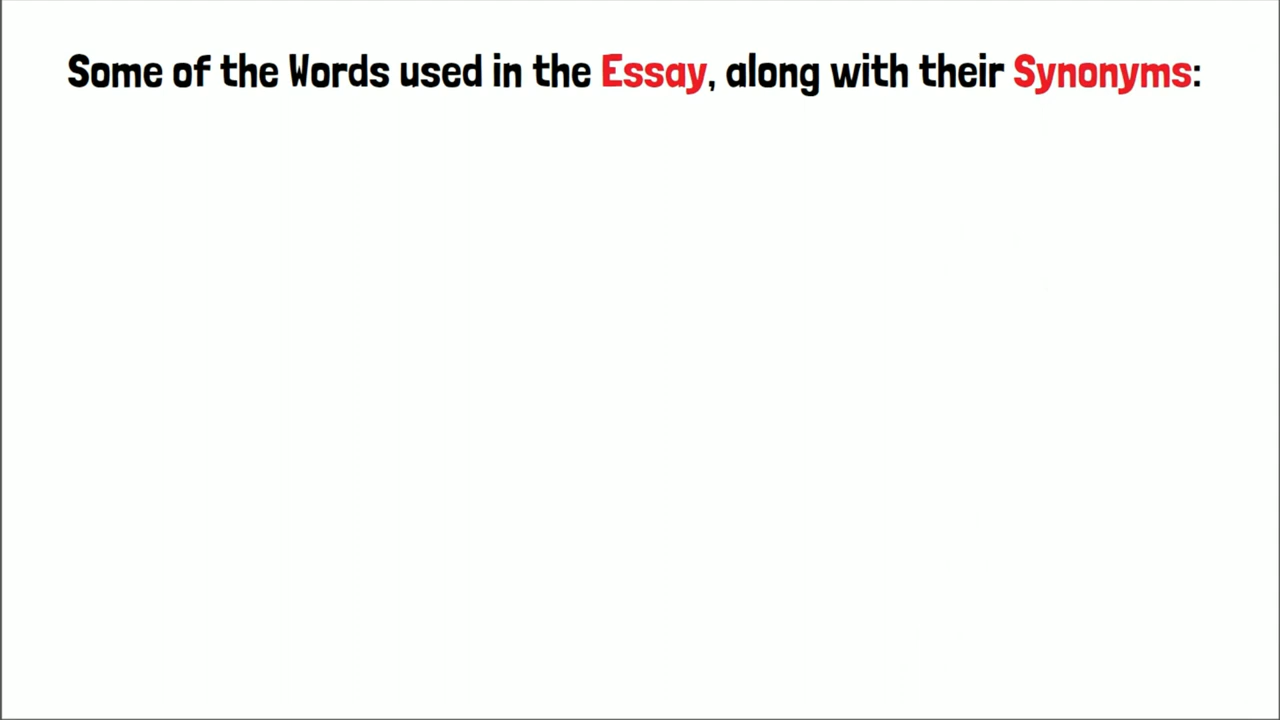 Some of the Words used in the Essay, along with their Synonyms: